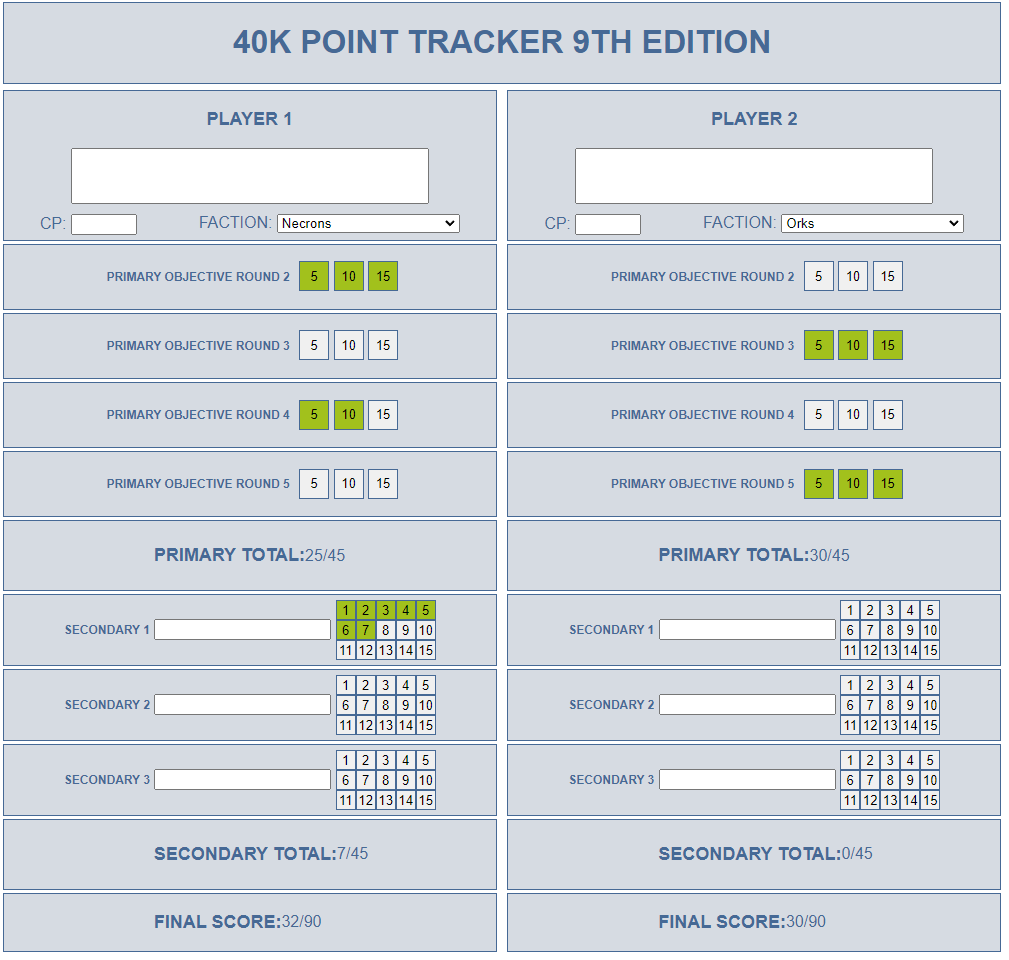 40K POINT TRACKER 9TH EDITION
PLAYER 1
CP: FACTION: Necrons
PRIMARY OBJECTIVE ROUND 2 5 10 15
PRIMARY OBJECTIVE ROUND 3 5 10 15
PRIMARY OBJECTIVE ROUND 4 5 10 15
PRIMARY OBJECTIVE ROUND 5 5 10 15
PRIMARY TOTAL:25/45
SECONDARY 1
1 2 3 4 5
6 7 8 9 10
11 12 13 14 15
SECONDARY 2
1 2 3 4 5
6 7 8 9 10
11 12 13 14 15
SECONDARY 3
1 2 3 4 5
6 7 8 9 10
11 12 13 14 15
SECONDARY TOTAL:7/45
FINAL SCORE:32/90
PLAYER 2
CP: FACTION: Orks
PRIMARY OBJECTIVE ROUND 2 5 10 15
PRIMARY OBJECTIVE ROUND 3 5 10 15
PRIMARY OBJECTIVE ROUND 4 5 10 15
PRIMARY OBJECTIVE ROUND 5 5 10 15
PRIMARY TOTAL:30/45
SECONDARY 1
1 2 3 4 5
6 7 8 9 10
11 12 13 14 15
SECONDARY 2
1 2 3 4 5
6 7 8 9 10
11 12 13 14 15
SECONDARY 3
1 2 3 4 5
6 7 8 9 10
11 12 13 14 15
SECONDARY TOTAL:0/45
FINAL SCORE:30/90